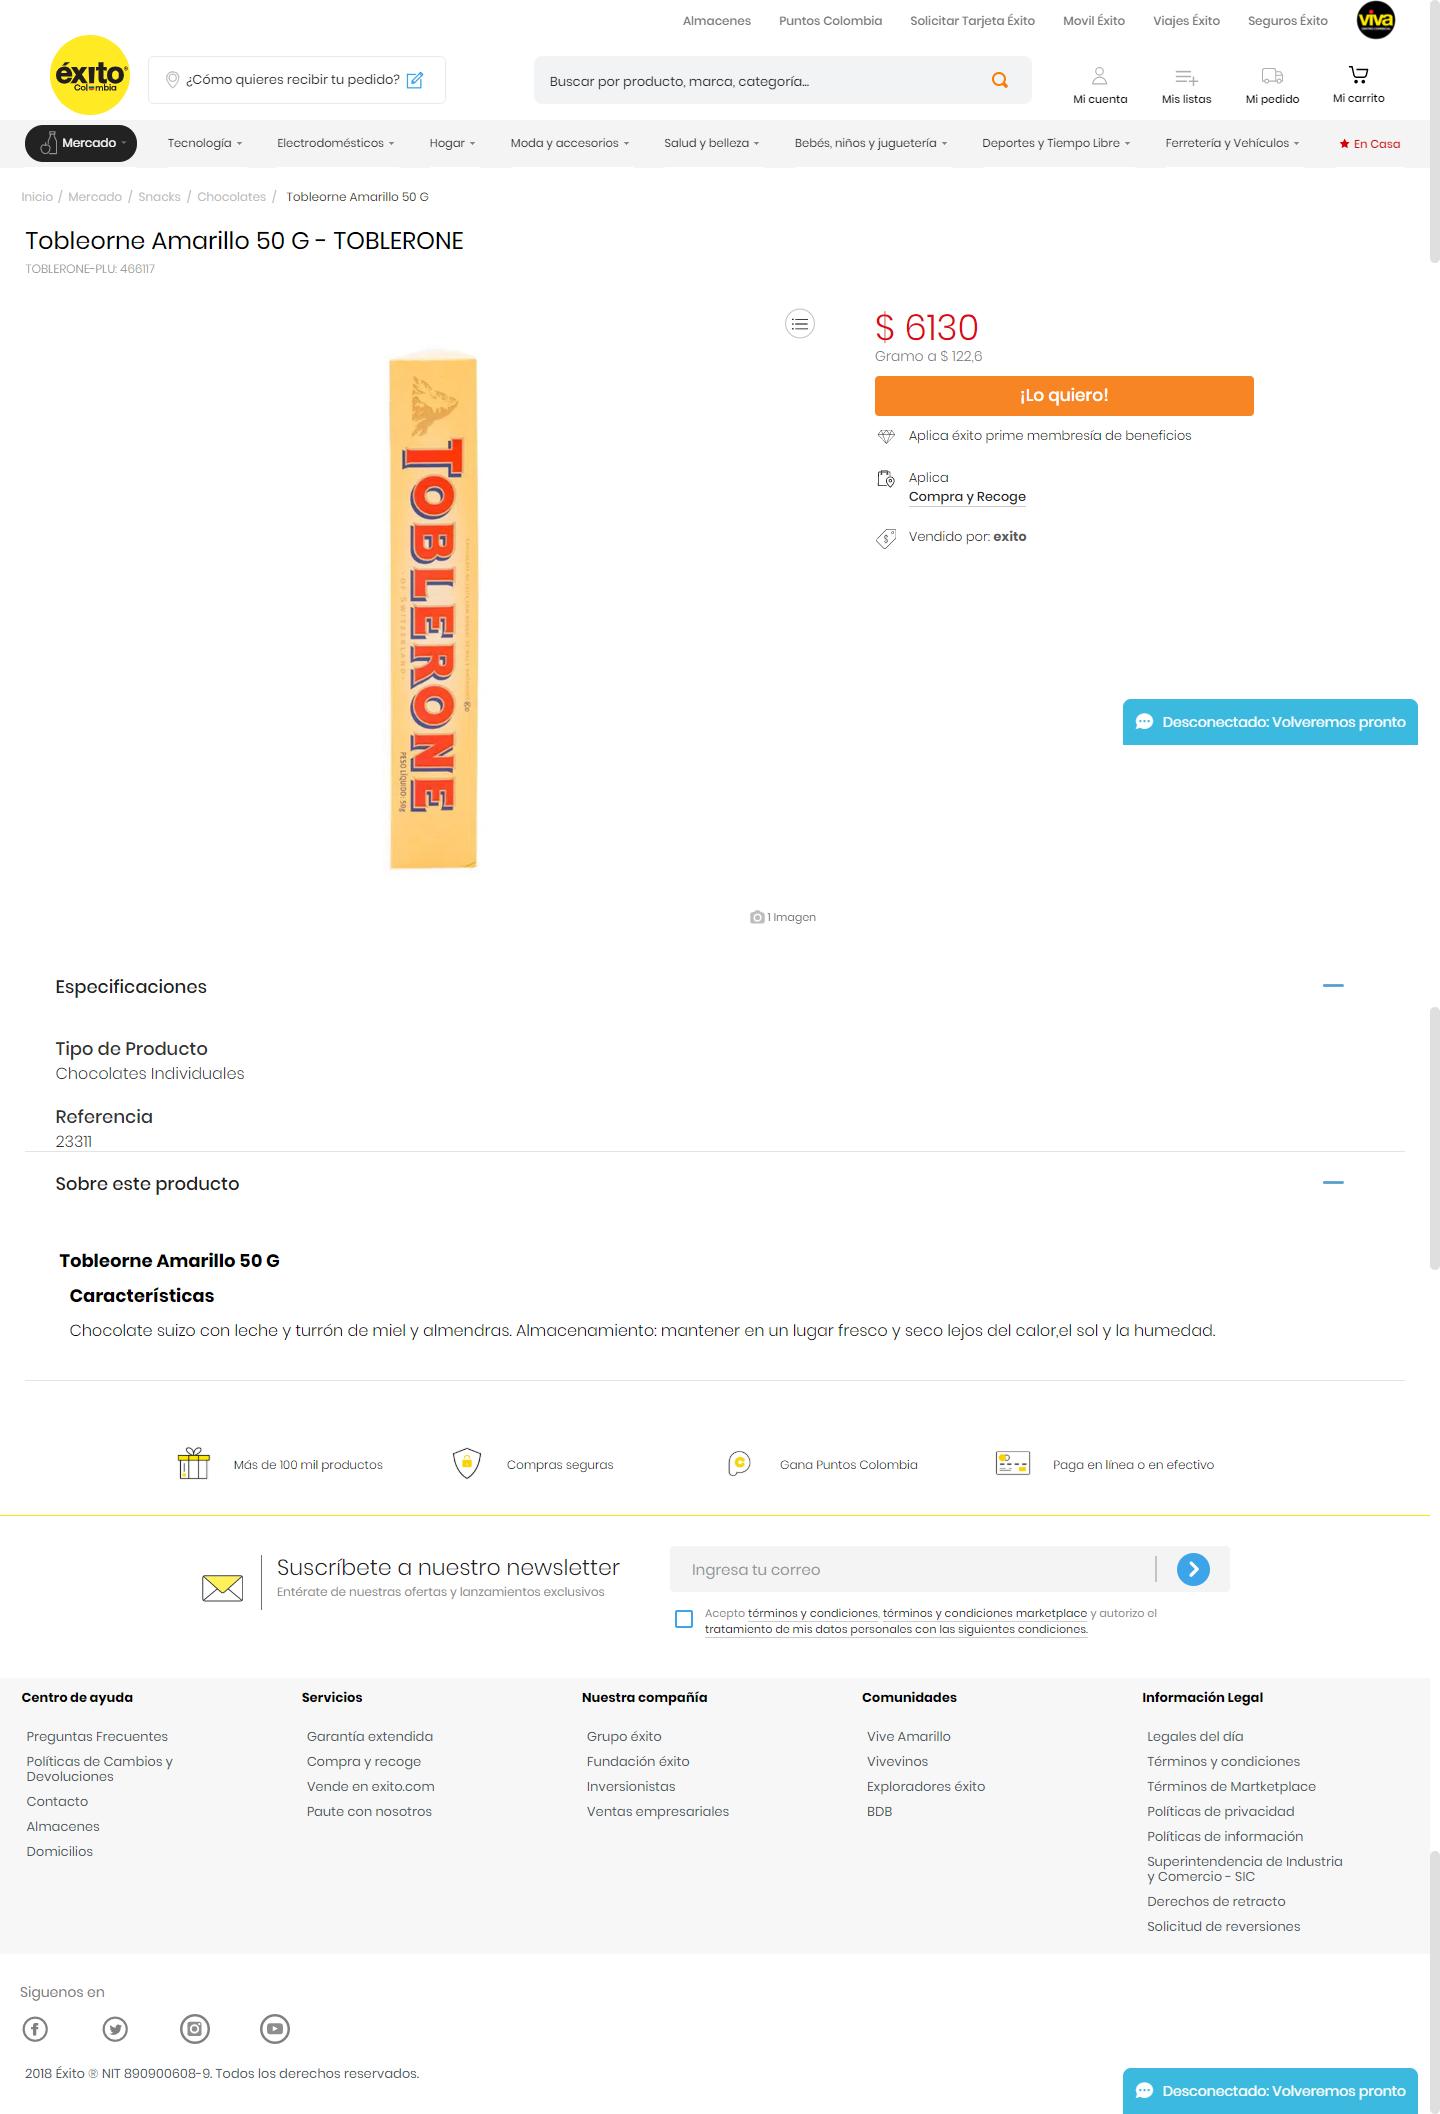 Almacenes Puntos Colombia Solicitar Tarjeta Éxito Movil Éxito Viajes Éxito Seguros Éxito viva
éxito
Colombia
¿Cómo quieres recibir tu pedido?
Buscar por producto, marca, categoría...
Mi cuenta Mis listas Mi pedido Mi carrito
Mercado Tecnología Electrodomésticos Hogar Moda y accesorios Salud y belleza Bebés, niños y juguetería Deportes y Tiempo Libre Ferretería y Vehículos En Casa
Inicio / Mercado / Snacks / Chocolates / Tobleorne Amarillo 50 G
Tobleorne Amarillo 50 G - TOBLERONE
TOBLERONE-PLU: 466117
TOBLERONE
OF SWITZERLAND
PESO LÍQUIDO: 50g
$ 6130
Gramo a $ 122,6
¡Lo quiero!
Aplica éxito prime membresía de beneficios
Aplica
Compra y Recoge
Vendido por: exito
Desconectado: Volveremos pronto
1 Imagen
Especificaciones
Tipo de Producto
Chocolates Individuales
Referencia
23311
Sobre este producto
Tobleorne Amarillo 50 G
Características
Chocolate suizo con leche y turrón de miel y almendras. Almacenamiento: mantener en un lugar fresco y seco lejos del calor,el sol y la humedad.
Más de 100 mil productos
Compras seguras
Gana Puntos Colombia
Paga en línea o en efectivo
Suscríbete a nuestro newsletter
Entérate de nuestras ofertas y lanzamientos exclusivos
Ingresa tu correo
Acepto términos y condiciones, términos y condiciones marketplace y autorizo el
tratamiento de mis datos personales con las siguientes condiciones.
Centro de ayuda
Preguntas Frecuentes
Políticas de Cambios y
Devoluciones
Contacto
Almacenes
Domicilios
Servicios
Garantía extendida
Compra y recoge
Vende en exito.com
Paute con nosotros
Nuestra compañía
Grupo éxito
Fundación éxito
Inversionistas
Ventas empresariales
Comunidades
Vive Amarillo
Vivevinos
Exploradores éxito
BDB
Información Legal
Legales del día
Términos y condiciones
Términos de Martketplace
Políticas de privacidad
Políticas de información
Superintendencia de Industria
y Comercio - SIC
Derechos de retracto
Solicitud de reversiones
Siguenos en
2018 Éxito ® NIT 890900608-9. Todos los derechos reservados.
Desconectado: Volveremos pronto